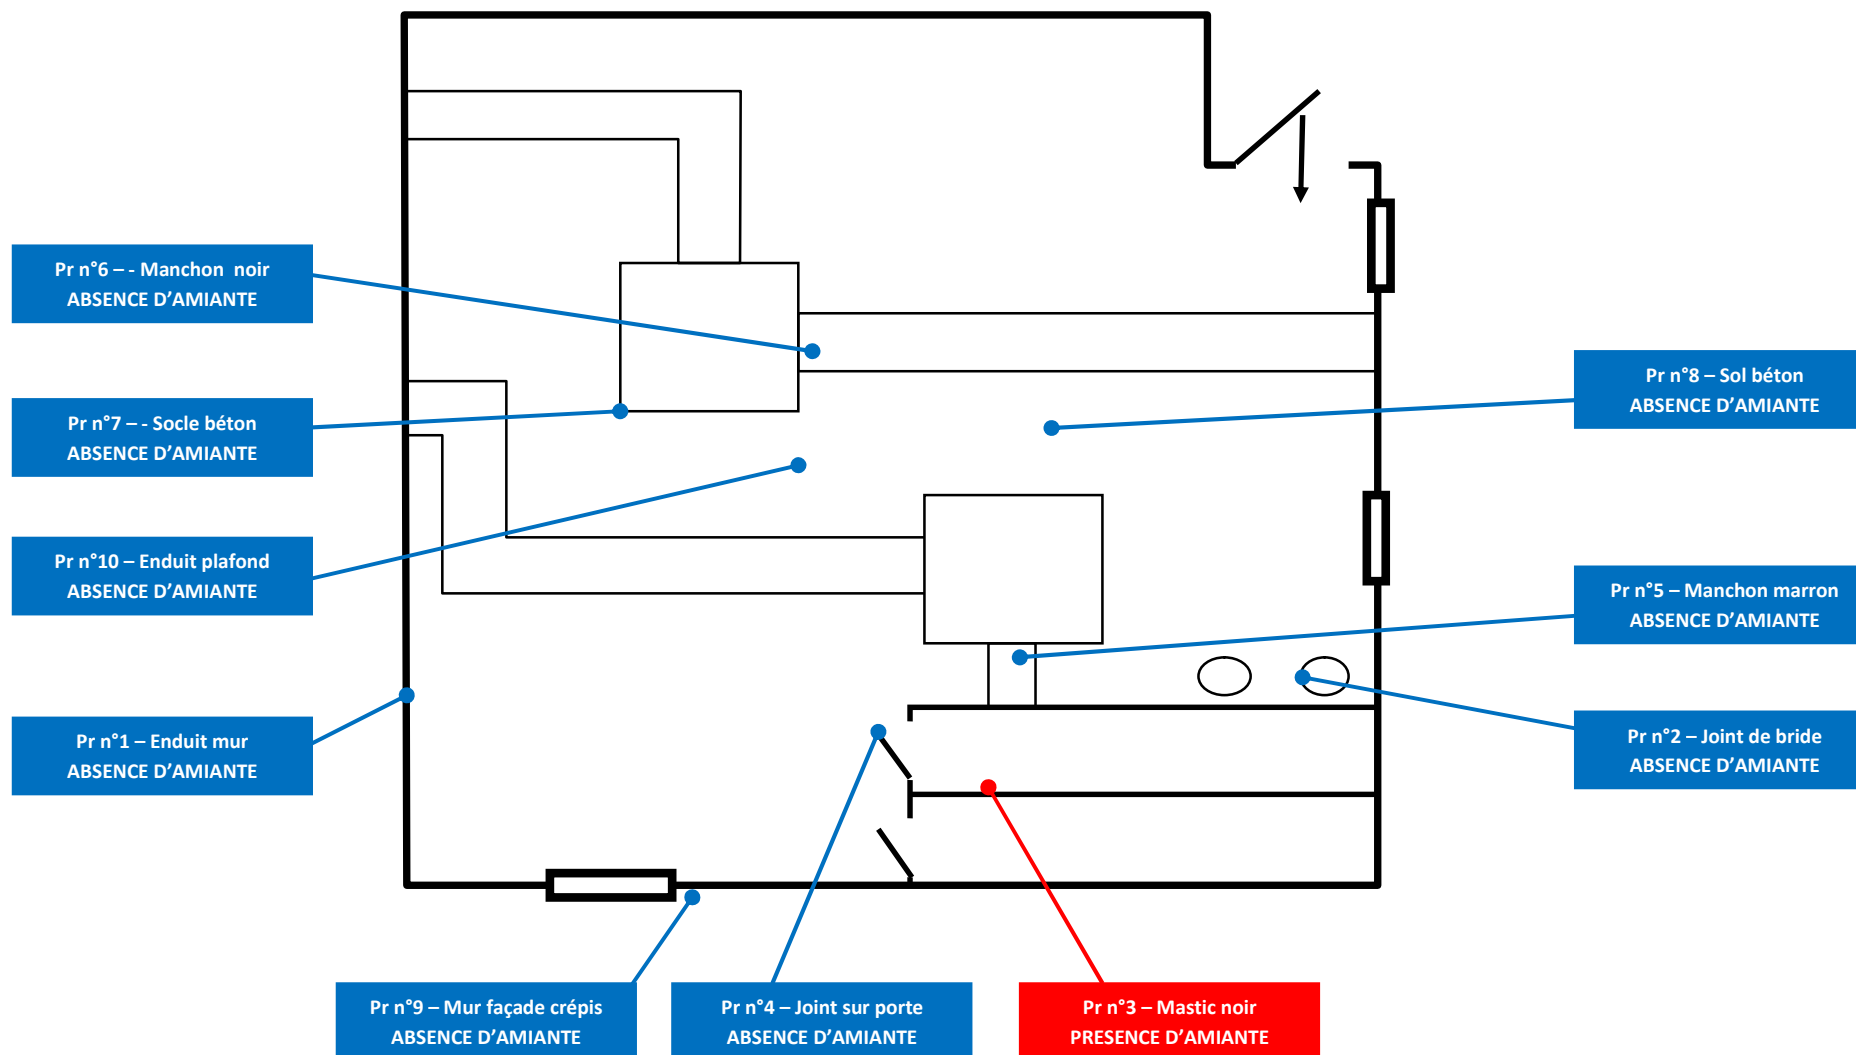 Pr n°6 – - Manchon  noir
ABSENCE D’AMIANTE
Pr n°7 – - Socle béton
ABSENCE D’AMIANTE
Pr n°10 – Enduit plafond
ABSENCE D’AMIANTE
Pr n°1 – Enduit mur
ABSENCE D’AMIANTE
Pr n°8 – Sol béton
ABSENCE D’AMIANTE
Pr n°5 – Manchon marron
ABSENCE D’AMIANTE
Pr n°2 – Joint de bride
ABSENCE D’AMIANTE
Pr n°9 – Mur façade crépis
ABSENCE D’AMIANTE
Pr n°4 – Joint sur porte
ABSENCE D’AMIANTE
Pr n°3 – Mastic noir
PRESENCE D’AMIANTE